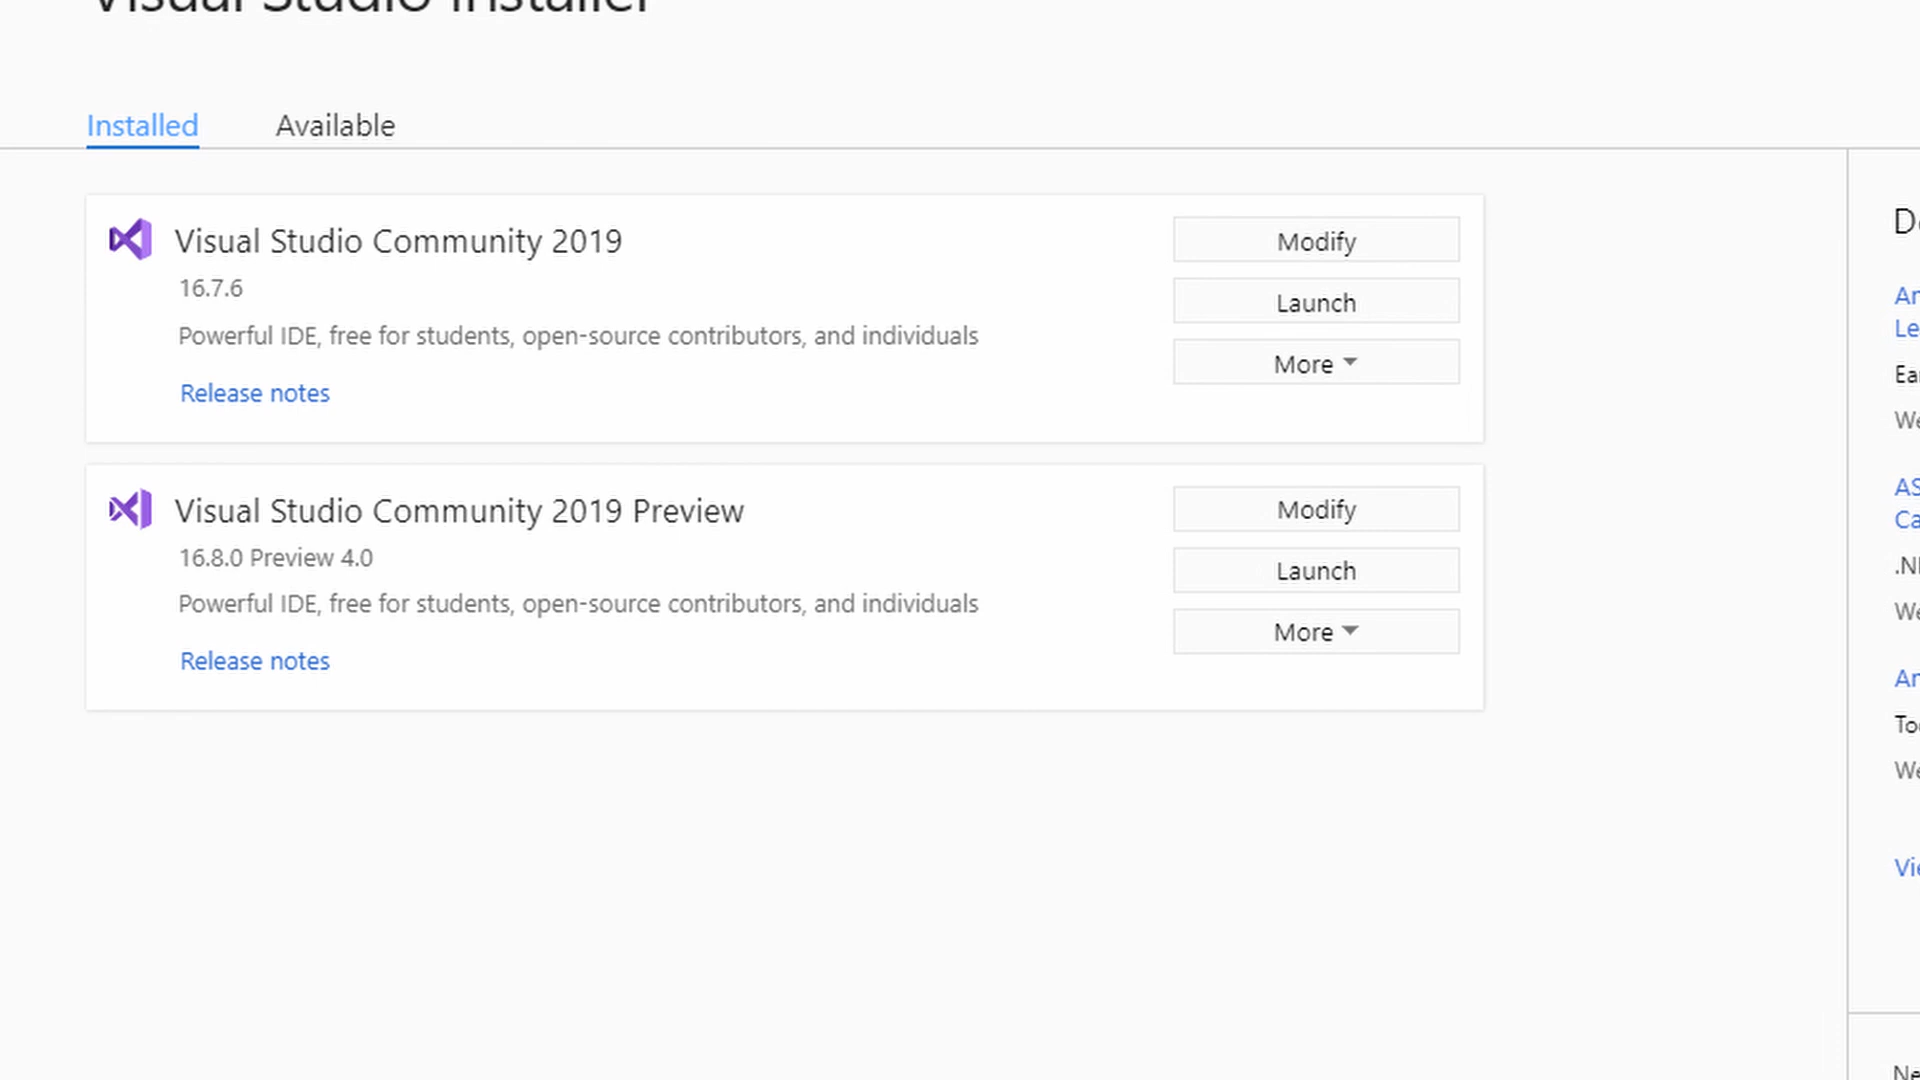 Visual Studio Installer
Installed
Available
Visual Studio Community 2019
16.7.6
Powerful IDE, free for students, open-source contributors, and individuals
Release notes
Modify
Launch
More
Visual Studio Community 2019 Preview
16.8.0 Preview 4.0
Powerful IDE, free for students, open-source contributors, and individuals
Release notes
Modify
Launch
More